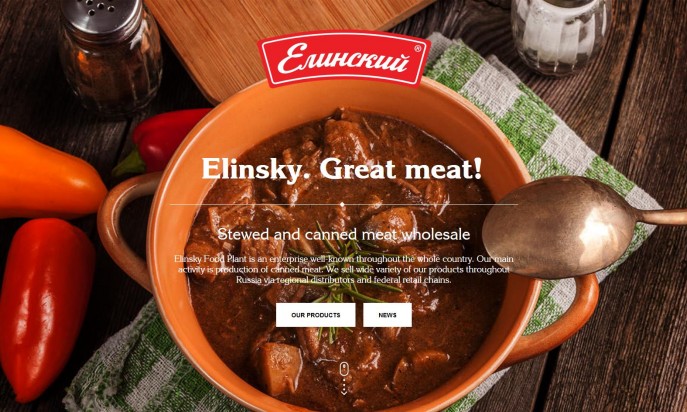 Елинский®
Elinsky. Great meat!
Stewed and canned meat wholesale
Elinsky Food Plant is an enterprise well-known throughout the whole country. Our main
activity is production of canned meat. We sell wide variety of our products throughout
Russia via regional distributors and federal retail chains.
OUR PRODUCTS NEWS